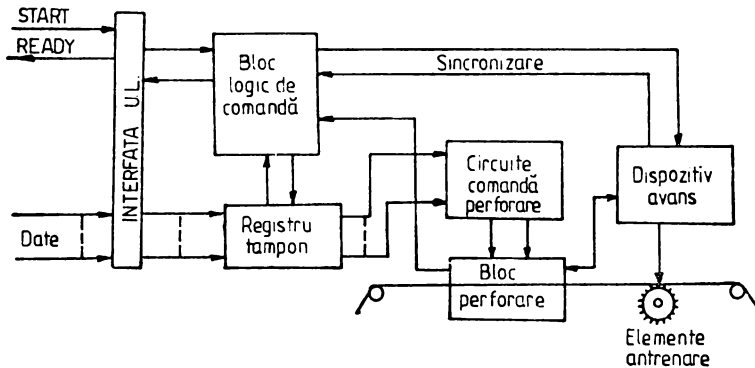 START
READY
INTERFAȚA U.L.
Date
Bloc
logic de
comandă
Sincronizare
Registru
tampon
Circuite
comandă
perforare
Dispozitiv
avans
Bloc
perforare
Elemente
antrenare